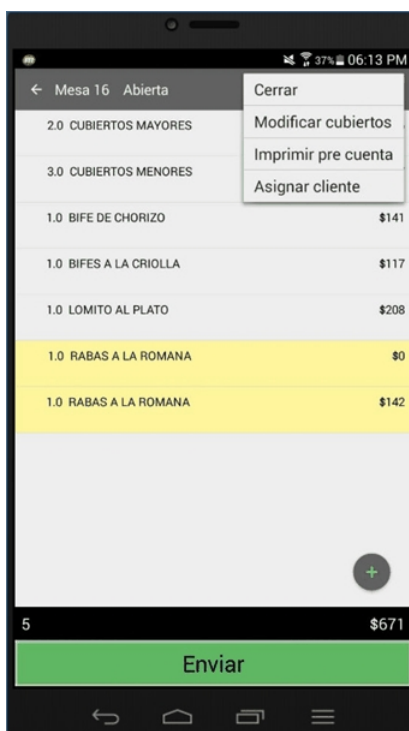 37% 06:13 PM
← Mesa 16 Abierta
Cerrar
Modificar cubiertos
Imprimir pre cuenta
Asignar cliente
2.0 CUBIERTOS MAYORES
3.0 CUBIERTOS MENORES
1.0 BIFE DE CHORIZO $141
1.0 BIFES A LA CRIOLLA $117
1.0 LOMITO AL PLATO $208
1.0 RABAS A LA ROMANA $0
1.0 RABAS A LA ROMANA $142
+
5 $671
Enviar